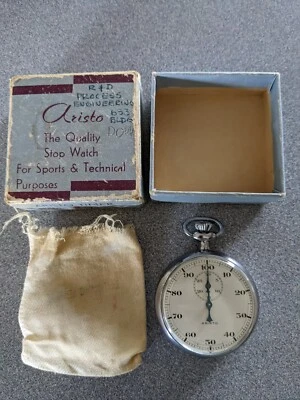 R & D
PROCESS
ENGINEERING
Aristo
BLDG
The Quality
Stop Watch
For Sports & Technical
Purposes
100
90
10
80
20
70
30
60
40
50